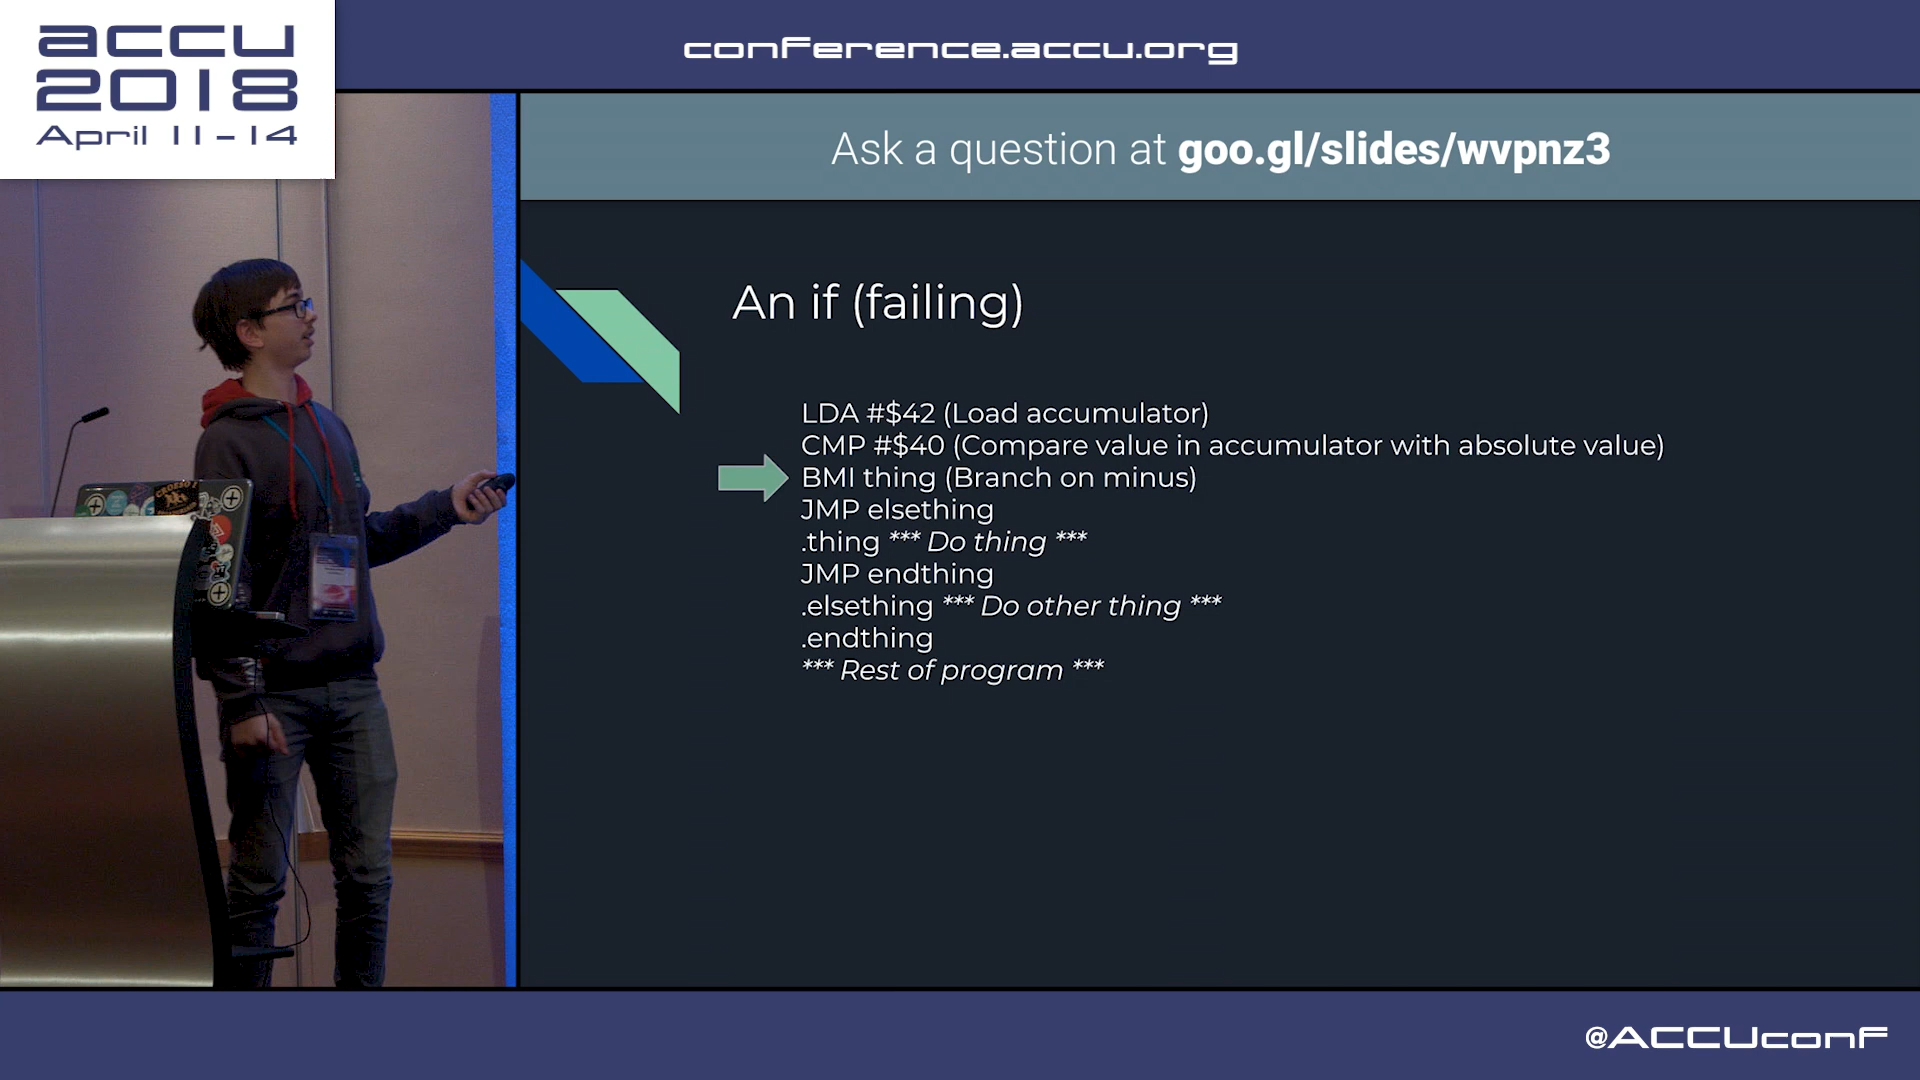 accu
2018
April 11-14
conference.accu.org
Ask a question at goo.gl/slides/wvpnz3
An if (failing)
LDA #$42 (Load accumulator)
CMP #$40 (Compare value in accumulator with absolute value)
BMI thing (Branch on minus)
JMP elsething
.thing *** Do thing ***
JMP endthing
.elsething *** Do other thing ***
.endthing
*** Rest of program ***
@ACCUconf